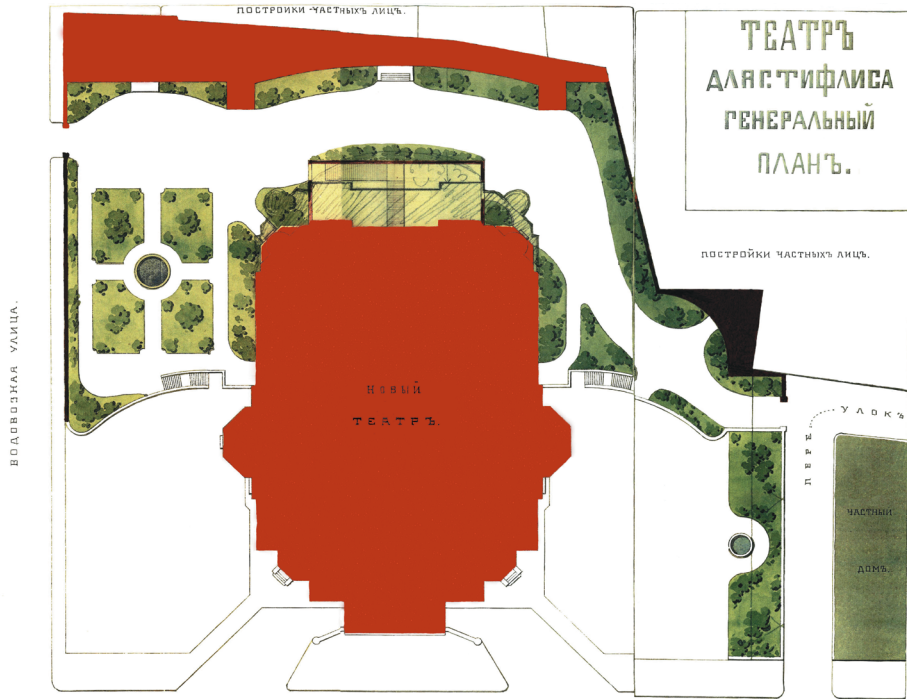 ПОСТРОЙКИ ЧАСТНЫХЪ ЛИЦЪ.
ТЕАТРЪ
ДЛЯ Г. ТИФЛИСА
ГЕНЕРАЛЬНЫЙ
ПЛАНЪ.
ПОСТРОЙКИ ЧАСТНЫХЪ ЛИЦЪ.
ВОДОВОЗНАЯ УЛИЦА.
НОВЫЙ
ТЕАТРЪ.
ПЕРЕУЛОКЪ
ЧАСТНЫЙ
ДОМЪ.